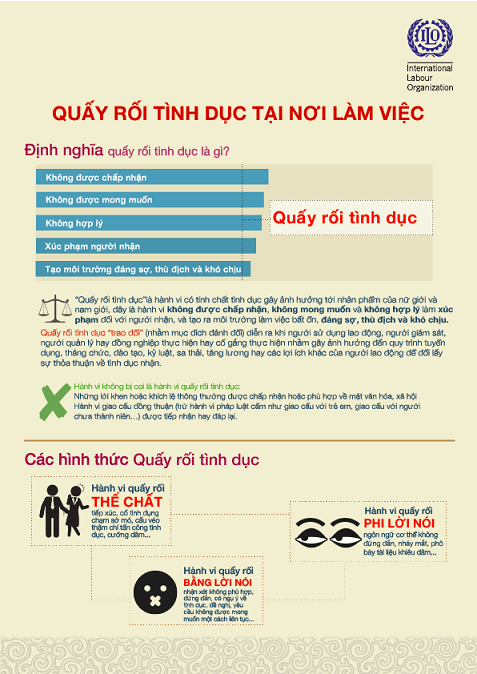 ILO
International
Labour
Organization
QUẤY RỐI TÌNH DỤC TẠI NƠI LÀM VIỆC
Định nghĩa quấy rối tình dục là gì?
Không được chấp nhận
Không được mong muốn
Không hợp lý
Xúc phạm người nhận
Tạo môi trường đáng sợ, thù địch và khó chịu
Quấy rối tình dục
"Quấy rối tình dục"là hành vi có tính chất tình dục gây ảnh hưởng tới nhân phẩm của nữ giới và
nam giới, đây là hành vi không được chấp nhận, không mong muốn và không hợp lý làm xúc
phạm đối với người nhận, và tạo ra môi trường làm việc bất ổn, đáng sợ, thù địch và khó chịu.
Quấy rối tình dục "trao đổi" (nhằm mục đích đánh đổi) diễn ra khi người sử dụng lao động, người giám sát,
người quản lý hay đồng nghiệp thực hiện hay cố gắng thực hiện nhằm gây ảnh hưởng đến quy trình tuyển
dụng, thăng chức, đào tạo, kỷ luật, sa thải, tăng lương hay các lợi ích khác của người lao động để đổi lấy
sự thỏa thuận về tình dục nhận.
Hành vi không bị coi là hành vi quấy rối tình dục:
Những lời khen hoặc khích lệ thông thường được chấp nhận hoặc phù hợp về mặt văn hóa, xã hội
Hành vi giao cấu đồng thuận (trừ hành vi pháp luật cấm như giao cấu với trẻ em, giao cấu với người
chưa thành niên...) được tiếp nhận hay đáp lại.
Các hình thức Quấy rối tình dục
Hành vi quấy rối
THỂ CHẤT
tiếp xúc, cố tình đụng
chạm sờ mó, cấu véo
thậm chí tấn công tình
dục, cưỡng dâm...
Hành vi quấy rối
PHI LỜI NÓI
ngôn ngữ cơ thể không
đứng đắn, nháy mắt, phô
bày tài liệu khiêu dâm...
Hành vi quấy rối
BẰNG LỜI NÓI
nhận xét không phù hợp,
đứng đắn, có ngụ ý về
tình dục, đề nghị, yêu
cầu không được mong
muốn một cách liên tục...